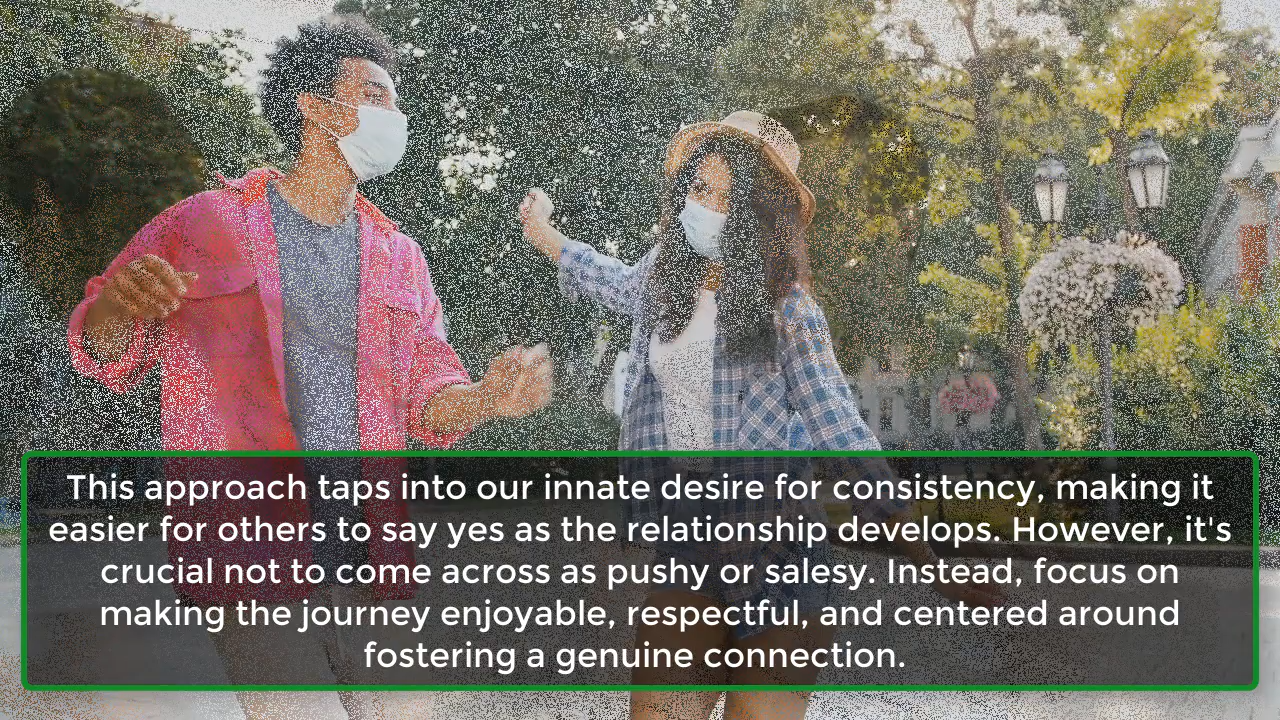 This approach taps into our innate desire for consistency, making it
easier for others to say yes as the relationship develops. However, it's
crucial not to come across as pushy or salesy. Instead, focus on
making the journey enjoyable, respectful, and centered around
fostering a genuine connection.